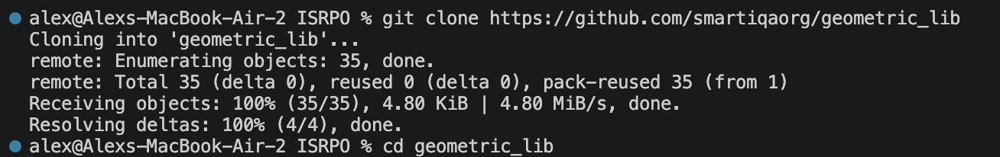 alex@Alexs-MacBook-Air-2 ISRPO % git clone https://github.com/smartiqaorg/geometric_lib
Cloning into 'geometric_lib'...
remote: Enumerating objects: 35, done.
remote: Total 35 (delta 0), reused 0 (delta 0), pack-reused 35 (from 1)
Receiving objects: 100% (35/35), 4.80 KiB | 4.80 MiB/s, done.
Resolving deltas: 100% (4/4), done.
alex@Alexs-MacBook-Air-2 ISRPO % cd geometric_lib